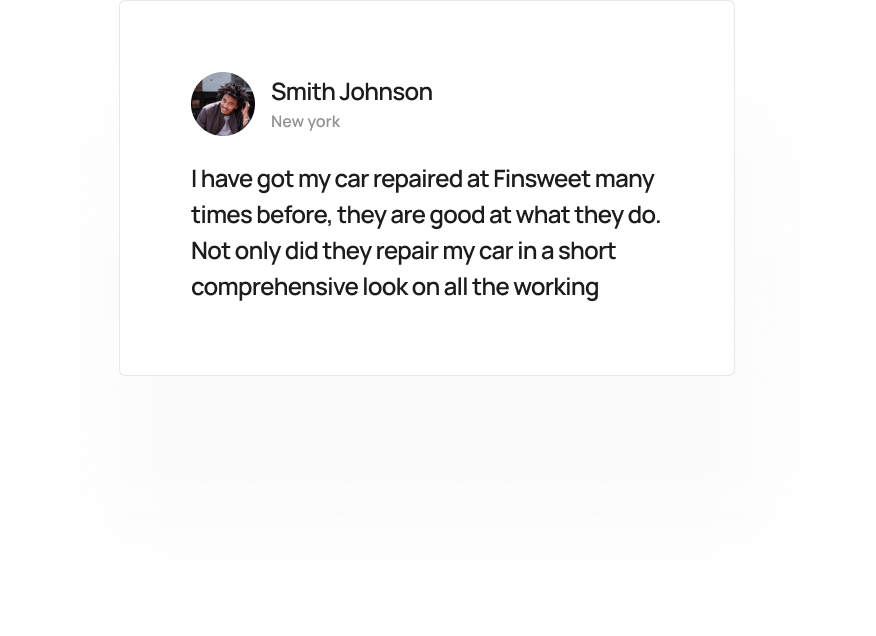 Smith Johnson
New york
I have got my car repaired at Finsweet many
times before, they are good at what they do.
Not only did they repair my car in a short
comprehensive look on all the working